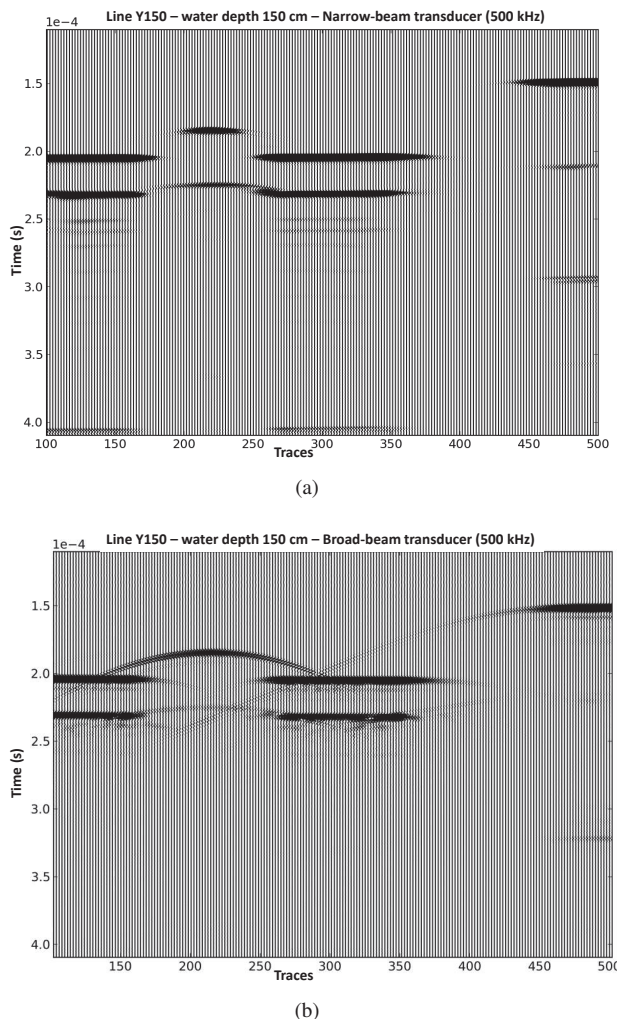 Line Y150 – water depth 150 cm – Narrow-beam transducer (500 kHz)
1e−4
1.5
2.0
2.5
3.0
3.5
4.0
Time (s)
100 150 200 250 300 350 400 450 500
Traces
(a)
Line Y150 – water depth 150 cm – Broad-beam transducer (500 kHz)
1e−4
1.5
2.0
2.5
3.0
3.5
4.0
Time (s)
150 200 250 300 350 400 450 500
Traces
(b)